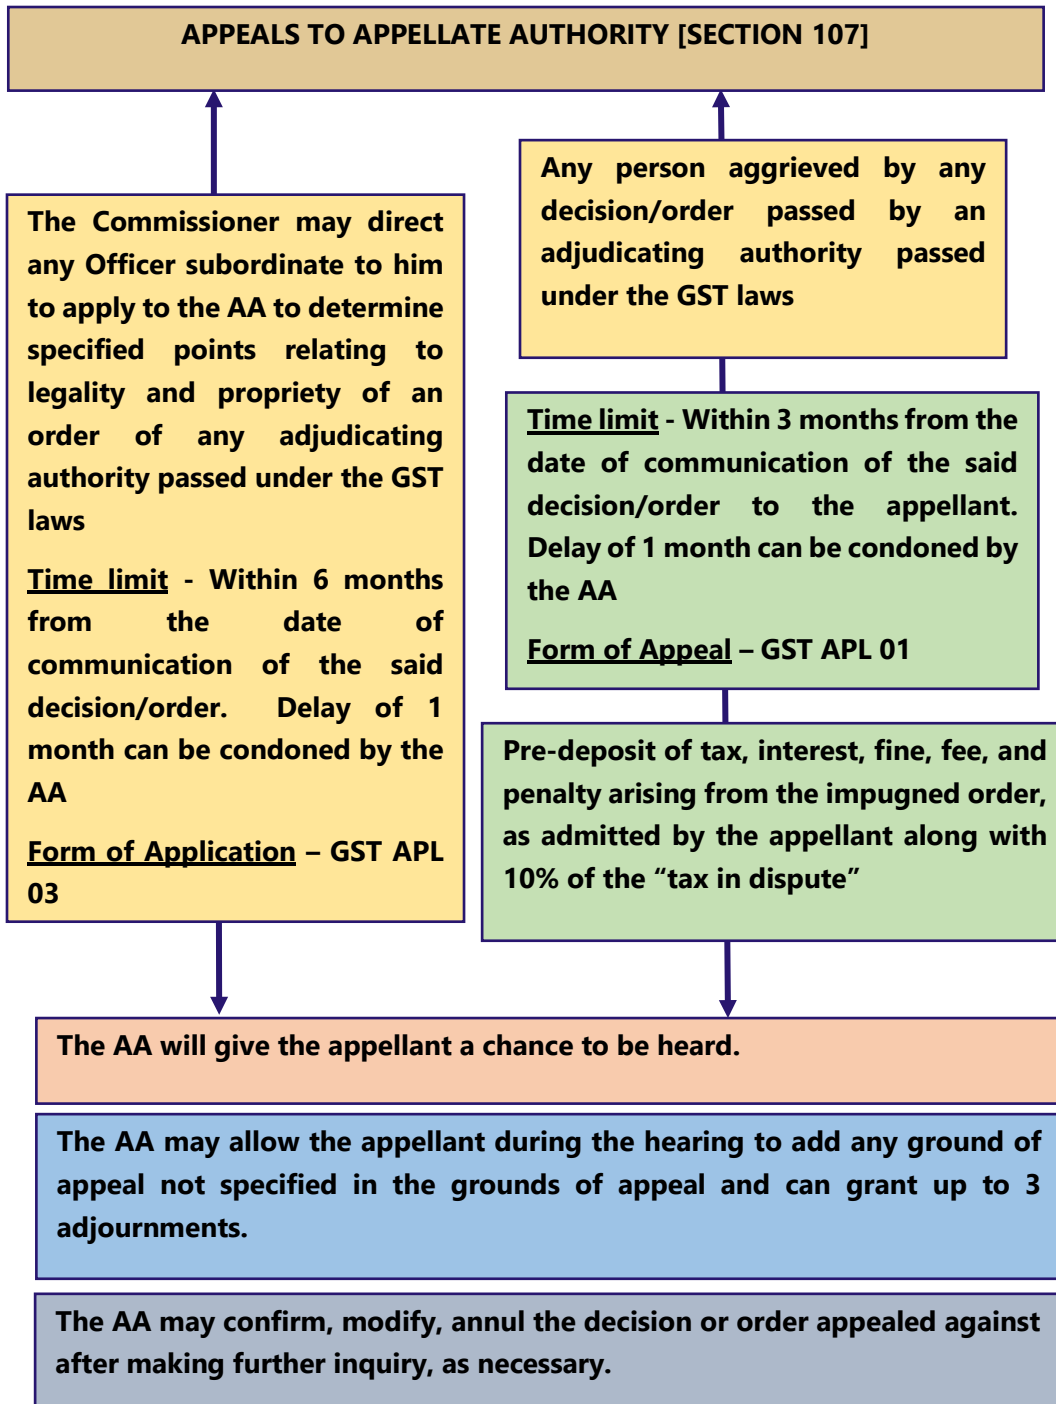 APPEALS TO APPELLATE AUTHORITY [SECTION 107]
The Commissioner may direct
any Officer subordinate to him
to apply to the AA to determine
specified points relating to
legality and propriety of an
order of any adjudicating
authority passed under the GST
laws
Time limit - Within 6 months
from the date of
communication of the said
decision/order. Delay of 1
month can be condoned by the
AA
Form of Application – GST APL
03
Any person aggrieved by any
decision/order passed by an
adjudicating authority passed
under the GST laws
Time limit - Within 3 months from the
date of communication of the said
decision/order to the appellant.
Delay of 1 month can be condoned by
the AA
Form of Appeal – GST APL 01
Pre-deposit of tax, interest, fine, fee, and
penalty arising from the impugned order,
as admitted by the appellant along with
10% of the “tax in dispute”
The AA will give the appellant a chance to be heard.
The AA may allow the appellant during the hearing to add any ground of
appeal not specified in the grounds of appeal and can grant up to 3
adjournments.
The AA may confirm, modify, annul the decision or order appealed against
after making further inquiry, as necessary.